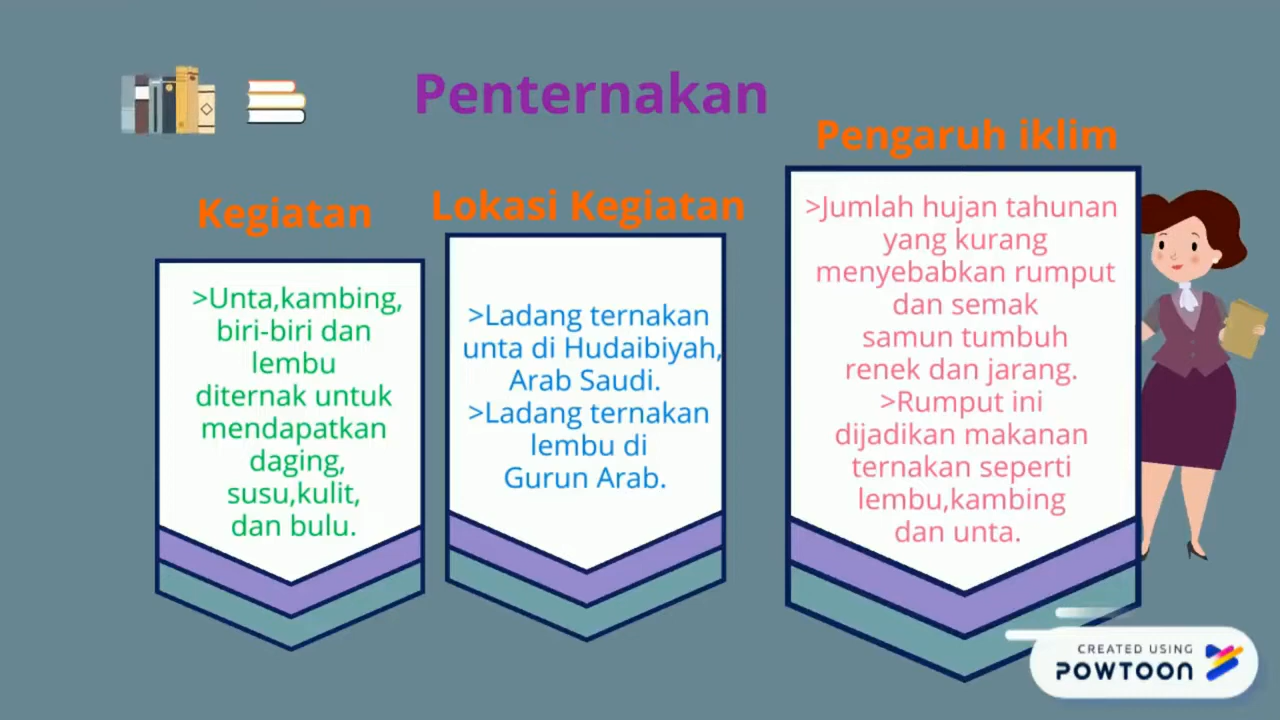 Penternakan
Kegiatan
>Unta,kambing,
biri-biri dan
lembu
diternak untuk
mendapatkan
daging,
susu,kulit,
dan bulu.
Lokasi Kegiatan
>Ladang ternakan
unta di Hudaibiyah,
Arab Saudi.
>Ladang ternakan
lembu di
Gurun Arab.
Pengaruh iklim
>Jumlah hujan tahunan
yang kurang
menyebabkan rumput
dan semak
samun tumbuh
renek dan jarang.
>Rumput ini
dijadikan makanan
ternakan seperti
lembu,kambing
dan unta.
CREATED USING
POWTOON